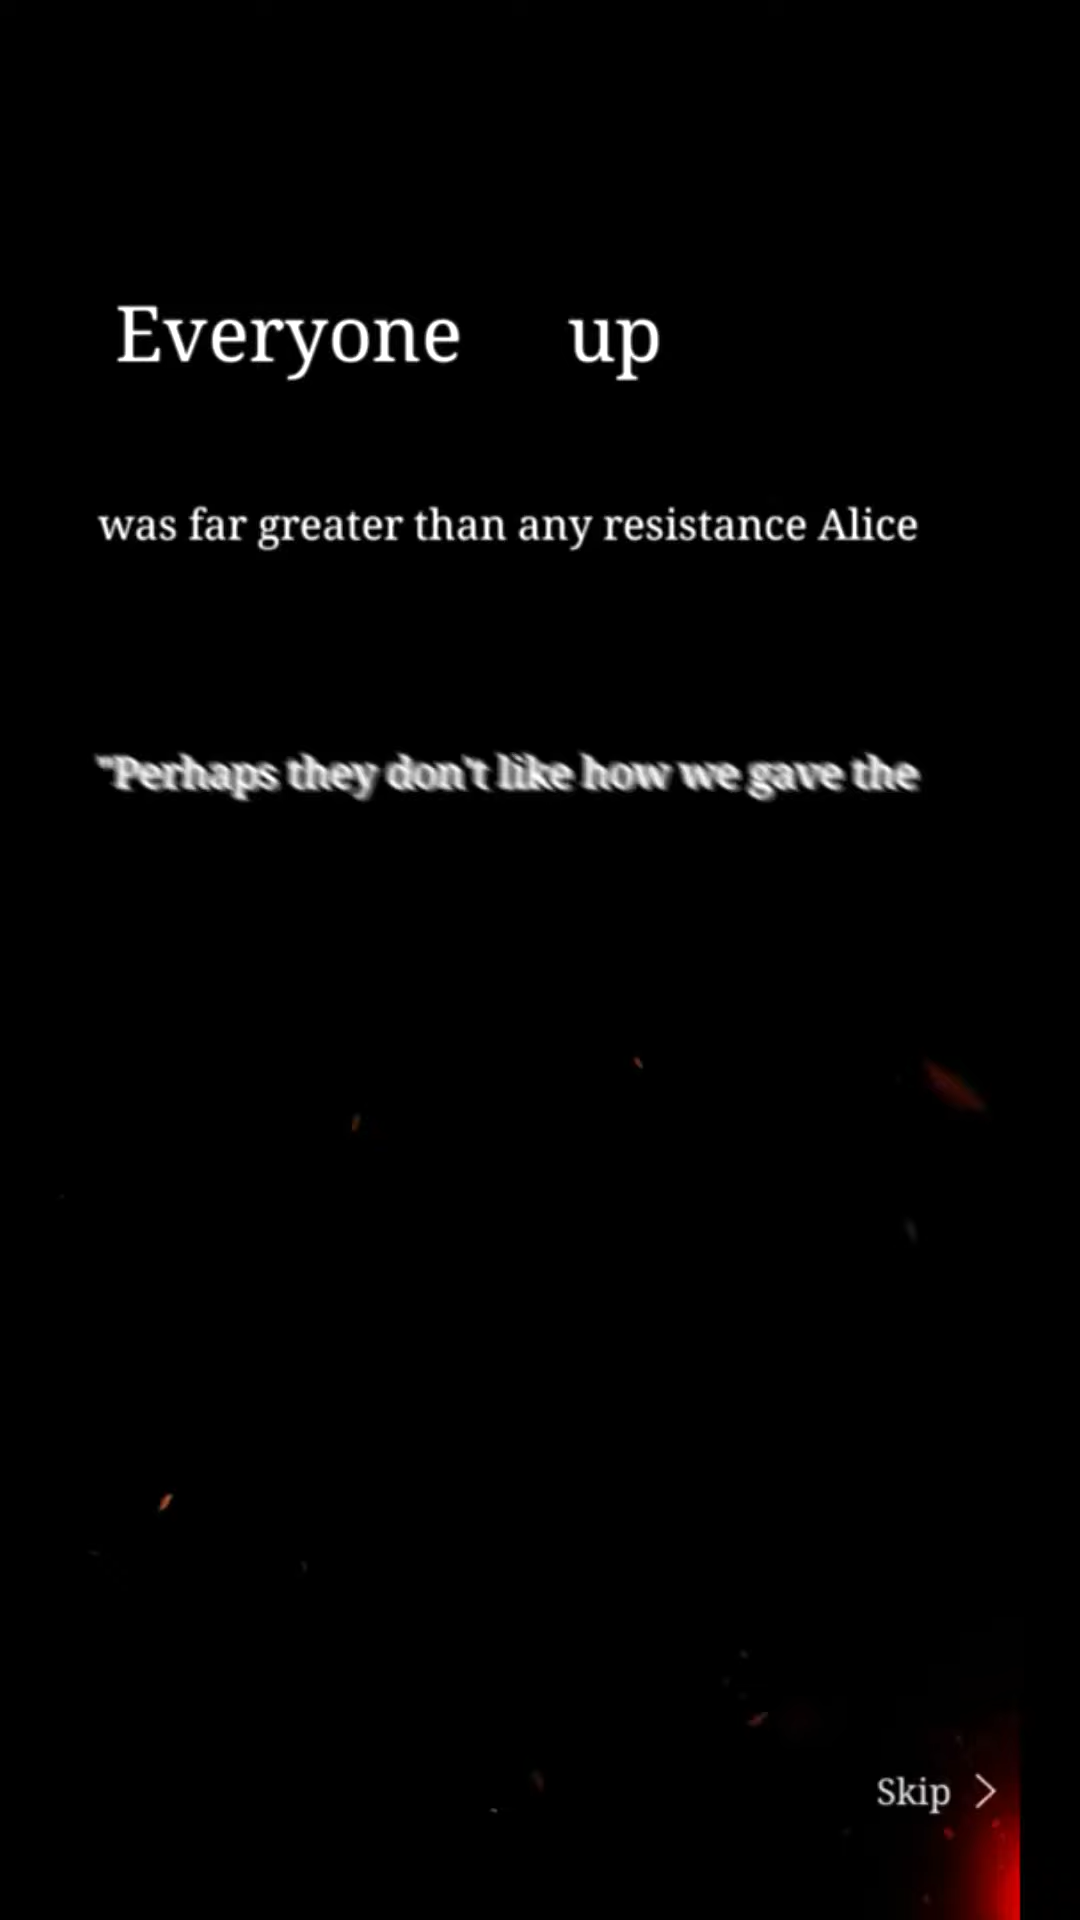 Everyone up
was far greater than any resistance Alice
"Perhaps they don't like how we gave the
Skip >